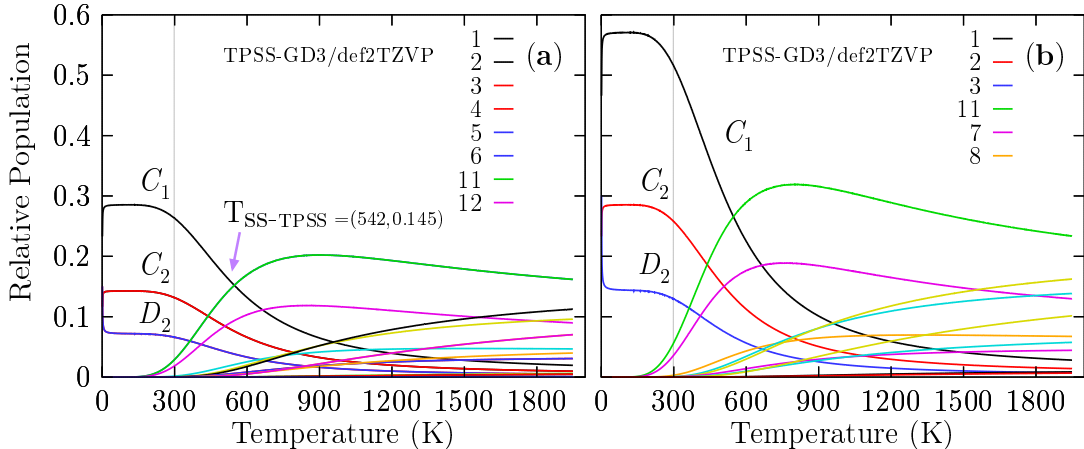 Relative Population
0.6
0.5
0.4
0.3
0.2
0.1
0
TPSS-GD3/def2TZVP
(a)
1
2
3
4
5
6
11
12
C1
C2
D2
TSS-TPSS =(542,0.145)
0 300 600 900 1200 1500 1800
Temperature (K)
TPSS-GD3/def2TZVP
(b)
1
2
3
11
7
8
C1
C2
D2
0 300 600 900 1200 1500 1800
Temperature (K)